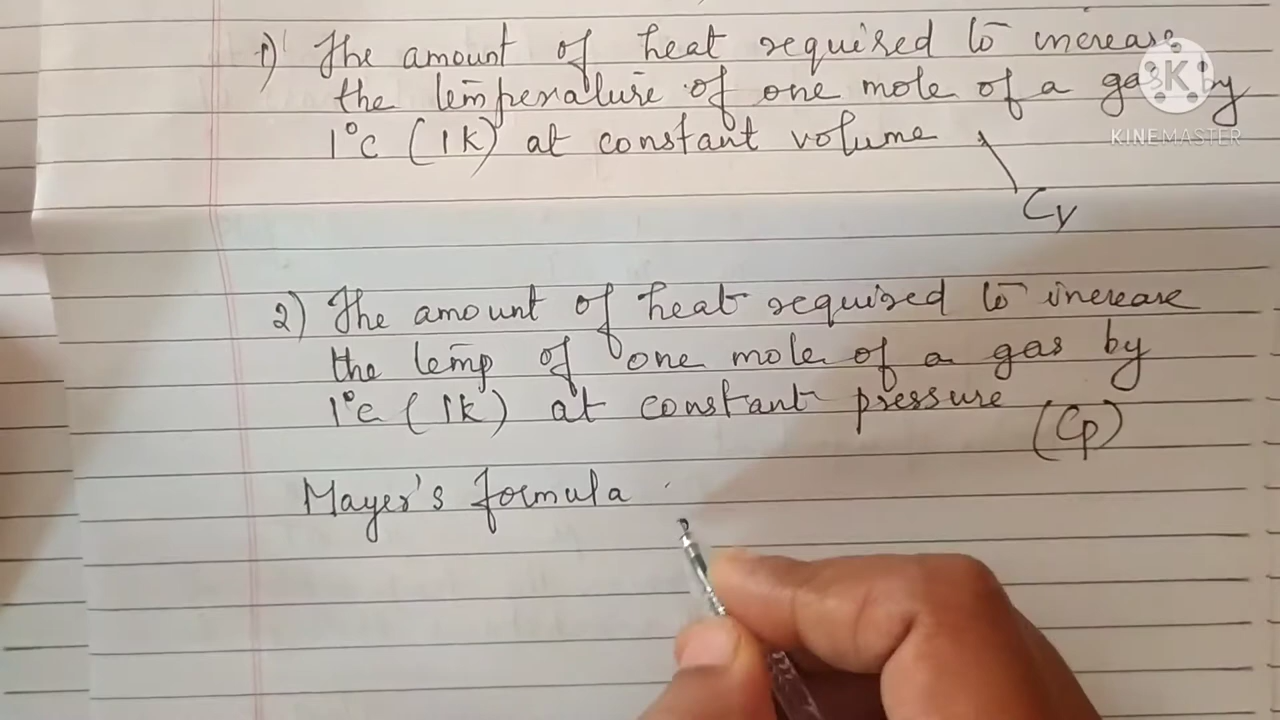 1) The amount of heat required to increase
the temperature of one mole of a gas by
1°c (1K) at constant volume
Cv
2) The amount of heat required to increase
the temp of one mole of a gas by
1°c (1k) at constant pressure
(Cp)
Mayer's formula
K
KINEMASTER